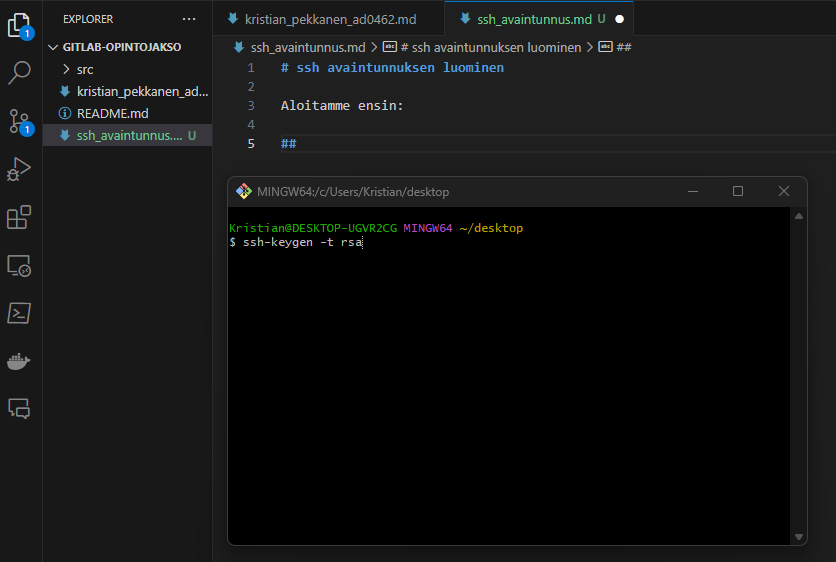 EXPLORER ...
GITLAB-OPINTOJAKSO
src
kristian_pekkanen_ad...
README.md
ssh_avaintunnus.... U
1
1
kristian_pekkanen_ad0462.md
ssh_avaintunnus.md U
ssh_avaintunnus.md > # ssh avaintunnuksen luominen > ##
1 # ssh avaintunnuksen luominen
2
3 Aloitamme ensin:
4
5 ##
MINGW64:/c/Users/Kristian/desktop
Kristian@DESKTOP-UGVR2CG MINGW64 ~/desktop
$ ssh-keygen -t rsa